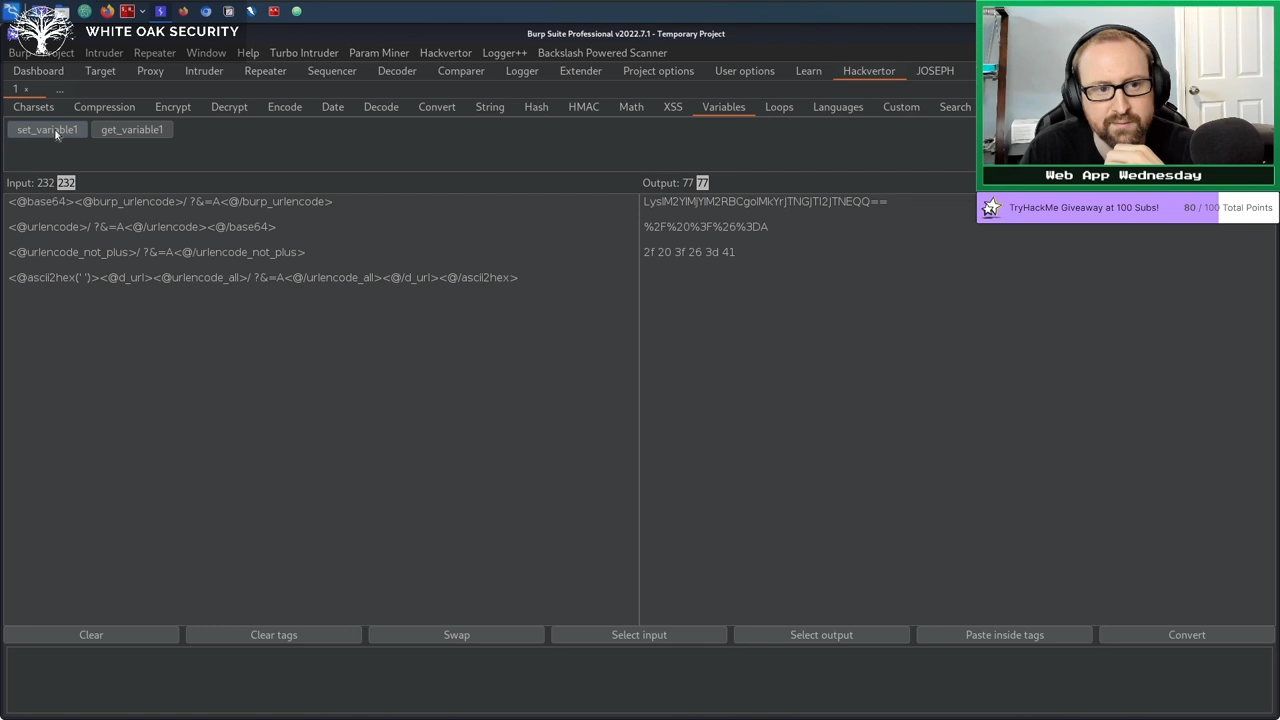 WHITE OAK SECURITY
Burp Suite Professional v2022.7.1 - Temporary Project
Burp Project Intruder Repeater Window Help Turbo Intruder Param Miner Hackvertor Logger++ Backslash Powered Scanner
Dashboard Target Proxy Intruder Repeater Sequencer Decoder Comparer Logger Extender Project options User options Learn Hackvertor JOSEPH
1 × ...
Charsets Compression Encrypt Decrypt Encode Date Decode Convert String Hash HMAC Math XSS Variables Loops Languages Custom Search
set_variable1 get_variable1
Web App Wednesday
Input: 232 232 Output: 77 77
TryHackMe Giveaway at 100 Subs! 80 / 100 Total Points
<@base64><@burp_urlencode>/ ?&=A<@/burp_urlencode>
<@urlencode>/ ?&=A<@/urlencode><@/base64>
%2F%20%3F%26%3DA
<@urlencode_not_plus>/ ?&=A<@/urlencode_not_plus>
2f 20 3f 26 3d 41
<@ascii2hex(' ')><@d_url><@urlencode_all>/ ?&=A<@/urlencode_all><@/d_url><@/ascii2hex>
Clear Clear tags Swap Select input Select output Paste inside tags Convert